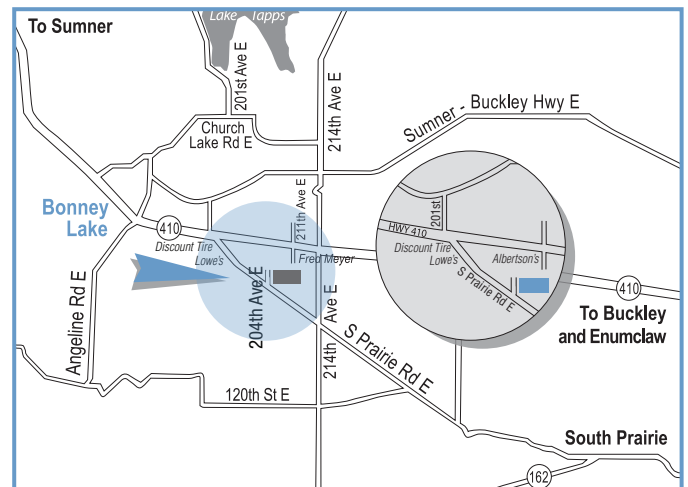 To Sumner
Lake Tapps
201st Ave E
214th Ave E
Church
Lake Rd E
Sumner - Buckley Hwy E
Bonney
Lake
410
211th Ave E
Discount Tire
Lowe's
Fred Meyer
204th Ave E
Angeline Rd E
214th Ave E
S Prairie Rd E
120th St E
201st
HWY 410
Discount Tire
Lowe's
Albertson's
S Prairie Rd E
410
To Buckley
and Enumclaw
South Prairie
162